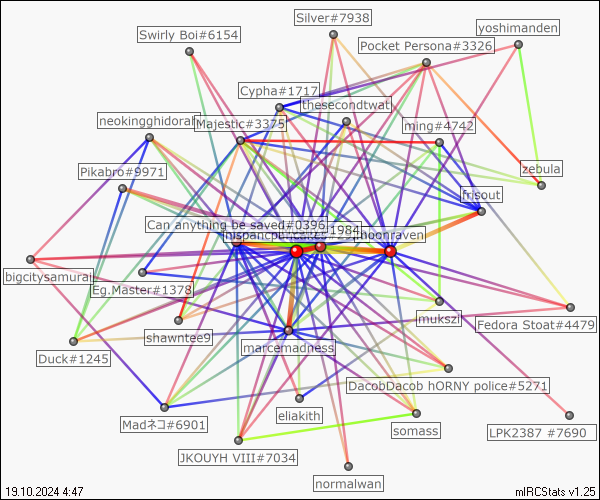 Silver#7938
yoshimanden
Swirly Boi#6154
Pocket Persona#3326
Cypha#1717
thesecondtwat
neokingghidorah
Majestic#3375
ming#4742
Pikabro#9971
zebula
frisout
Can anything be saved#0396
1984
moonraven
bigcitysamurai
Eg.Master#1378
mukszi
Fedora Stoat#4479
shawntee9
marcemadness
Duck#1245
DacobDacob hORNY police#5271
eliakith
Madネコ#6901
somass
LPK2387 #7690
JKOUYH VIII#7034
normalwan
19.10.2024 4:47
mIRCStats v1.25